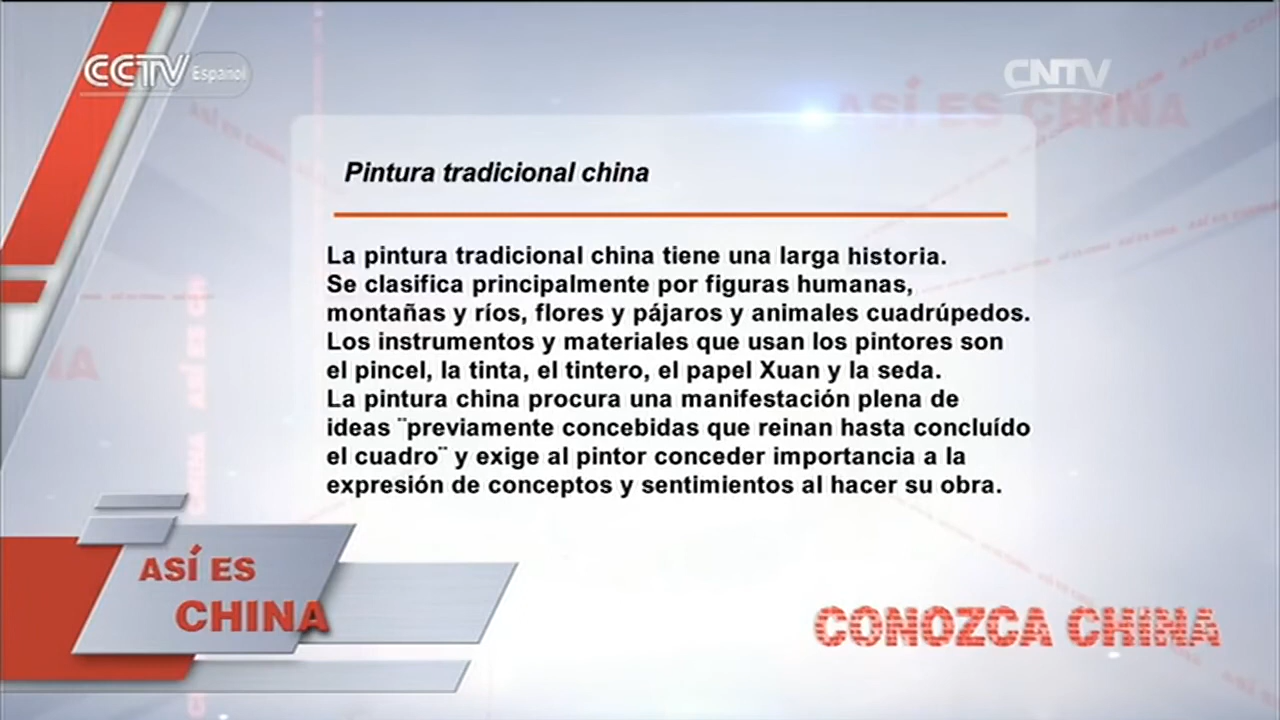 CCTV Español
CNTV
ASÍ ES CHINA
Pintura tradicional china
La pintura tradicional china tiene una larga historia.
Se clasifica principalmente por figuras humanas,
montañas y ríos, flores y pájaros y animales cuadrúpedos.
Los instrumentos y materiales que usan los pintores son
el pincel, la tinta, el tintero, el papel Xuan y la seda.
La pintura china procura una manifestación plena de
ideas ¨previamente concebidas que reinan hasta concluído
el cuadro¨ y exige al pintor conceder importancia a la
expresión de conceptos y sentimientos al hacer su obra.
ASÍ ES
CHINA
CONOZCA CHINA